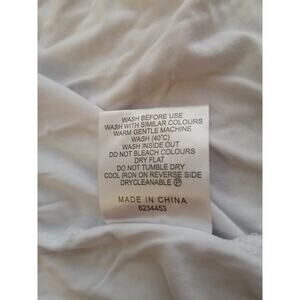 WASH BEFORE USE
WASH WITH SIMILAR COLOURS
WARM GENTLE MACHINE
WASH (40°C)
WASH INSIDE OUT
DO NOT BLEACH COLOURS
DRY FLAT
DO NOT TUMBLE DRY
COOL IRON ON REVERSE SIDE
DRYCLEANABLE Ⓟ
MADE IN CHINA
6234453